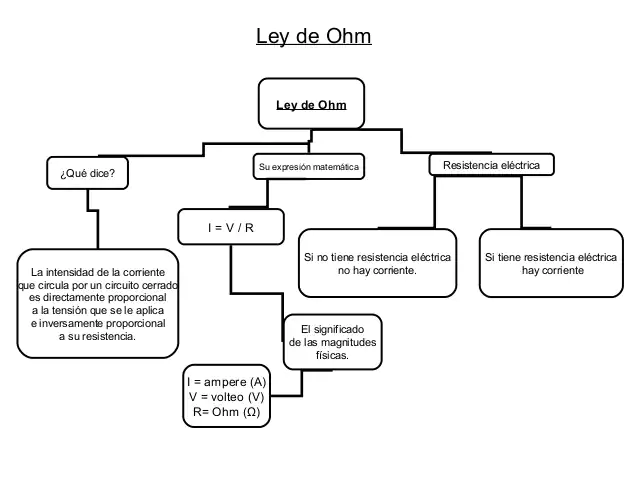 Ley de Ohm
Ley de Ohm
¿Qué dice?
Su expresión matemática
Resistencia eléctrica
I = V / R
La intensidad de la corriente
que circula por un circuito cerrado
es directamente proporcional
a la tensión que se le aplica
e inversamente proporcional
a su resistencia.
Si no tiene resistencia eléctrica
no hay corriente.
Si tiene resistencia eléctrica
hay corriente
El significado
de las magnitudes
físicas.
I = ampere (A)
V = volteo (V)
R= Ohm (Ω)